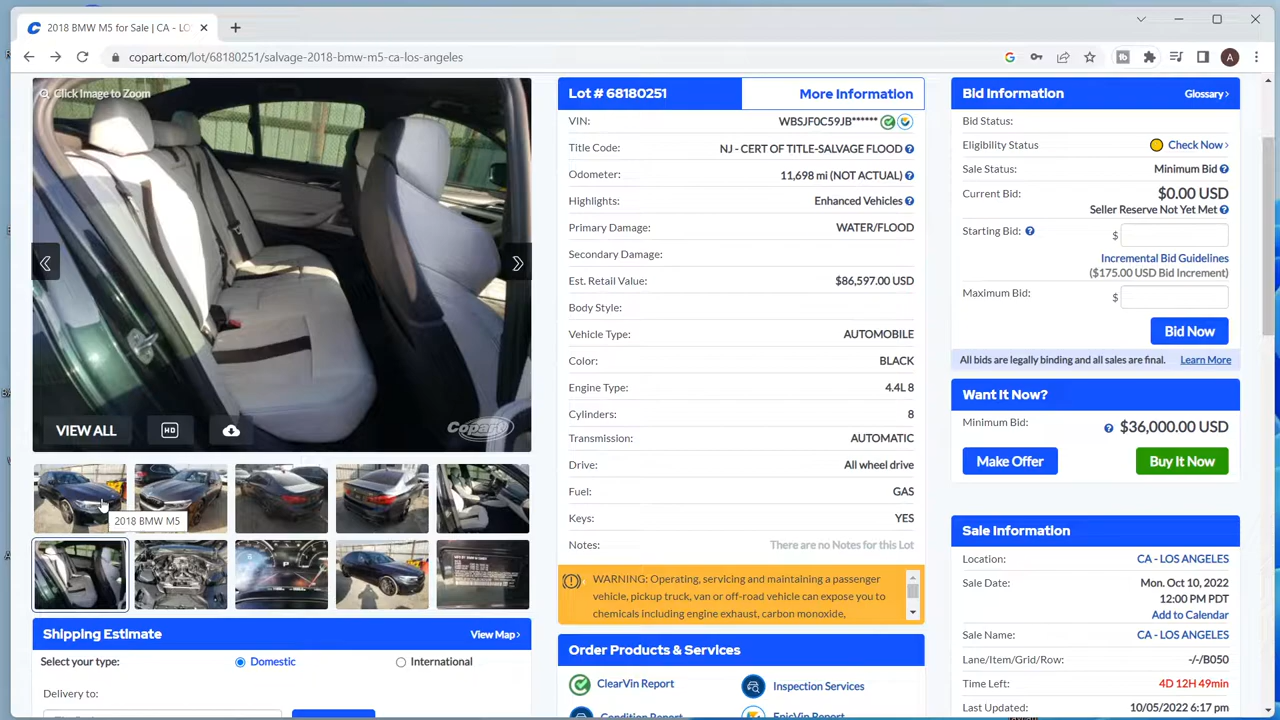 2018 BMW M5 for Sale | CA - LO
copart.com/lot/68180251/salvage-2018-bmw-m5-ca-los-angeles
A
Click Image to Zoom
VIEW ALL
HD
Copart
2018 BMW M5
Shipping Estimate
View Map
Select your type:
Domestic
International
Delivery to:
Lot # 68180251
More Information
VIN:
WBSJF0C59JB******
Title Code:
NJ - CERT OF TITLE-SALVAGE FLOOD
Odometer:
11,698 mi (NOT ACTUAL)
Highlights:
Enhanced Vehicles
Primary Damage:
WATER/FLOOD
Secondary Damage:
Est. Retail Value:
$86,597.00 USD
Body Style:
Vehicle Type:
AUTOMOBILE
Color:
BLACK
Engine Type:
4.4L 8
Cylinders:
8
Transmission:
AUTOMATIC
Drive:
All wheel drive
Fuel:
GAS
Keys:
YES
Notes:
There are no Notes for this Lot
WARNING: Operating, servicing and maintaining a passenger
vehicle, pickup truck, van or off-road vehicle can expose you to
chemicals including engine exhaust, carbon monoxide,
Order Products & Services
ClearVin Report
Inspection Services
Condition Report
EpicVin Report
Bid Information
Glossary
Bid Status:
Eligibility Status
Check Now
Sale Status:
Minimum Bid
Current Bid:
$0.00 USD
Seller Reserve Not Yet Met
Starting Bid:
$
Incremental Bid Guidelines
($175.00 USD Bid Increment)
Maximum Bid:
$
Bid Now
All bids are legally binding and all sales are final.
Learn More
Want It Now?
Minimum Bid:
$36,000.00 USD
Make Offer
Buy It Now
Sale Information
Location:
CA - LOS ANGELES
Sale Date:
Mon. Oct 10, 2022
12:00 PM PDT
Add to Calendar
Sale Name:
CA - LOS ANGELES
Lane/Item/Grid/Row:
-/-/B050
Time Left:
4D 12H 49min
Last Updated:
10/05/2022 6:17 pm